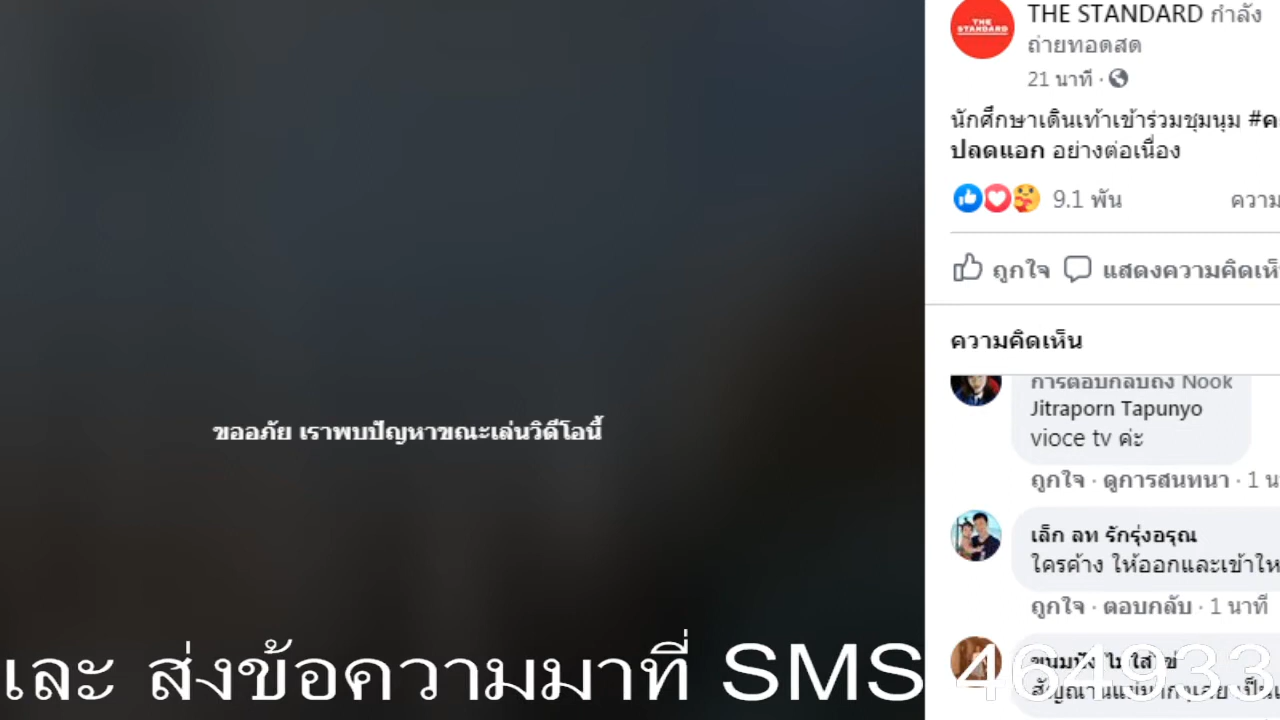 THE STANDARD กำลัง
ถ่ายทอดสด
21 นาที ·
THE
STANDARD
นักศึกษาเดินเท้าเข้าร่วมชุมนุม
ปลดแอก อย่างต่อเนื่อง
9.1 พัน
ถูกใจ
ความคิดเห็น
การตอบกลับถึง Nook
Jitraporn Tapunyo
vioce tv ค่ะ
ถูกใจ · ดูการสนทนา · 1
เล็ก ลท รักรุ่งอรุณ
ใครค้าง ให้ออกและเข้า
ถูกใจ · ตอบกลับ · 1 นาที
ขออภัย เราพบปัญหาขณะเล่นวิดีโอนี้
และ ส่งข้อความมาที่ SMS 464933